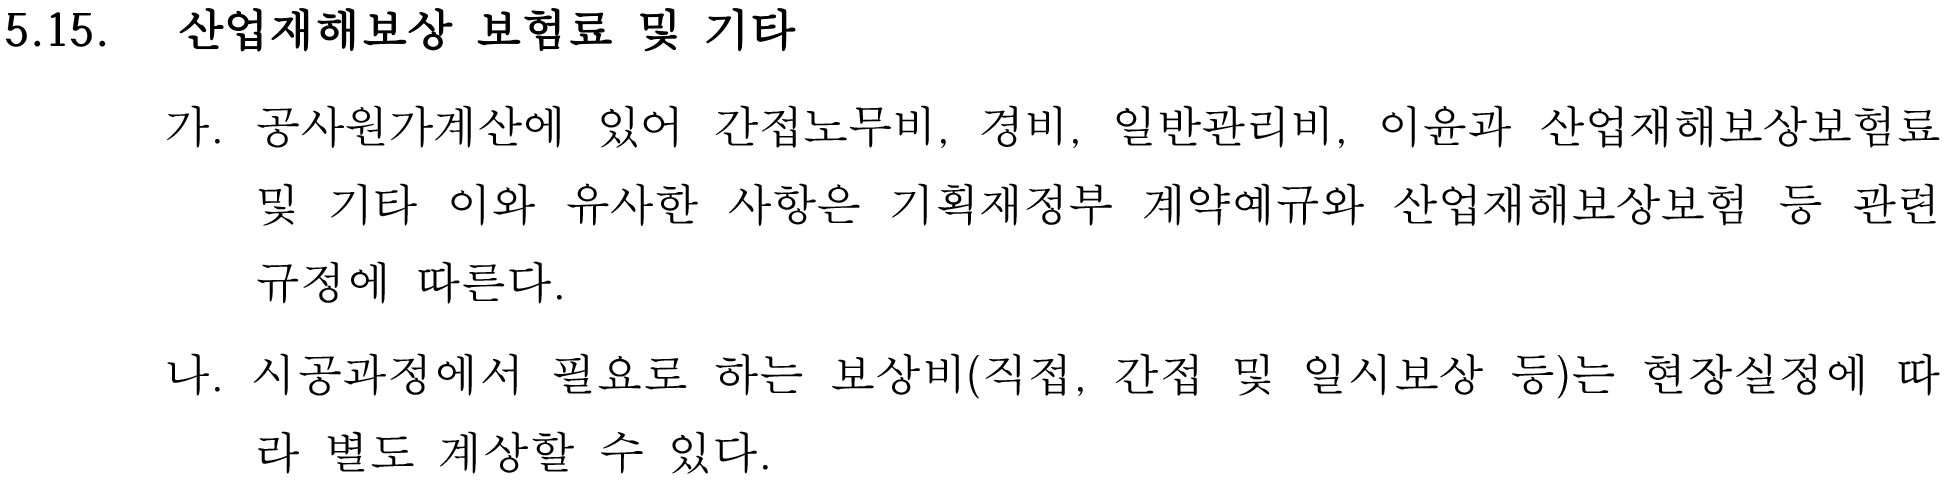 5.15. 산업재해보상 보험료 및 기타
가. 공사원가계산에 있어 간접노무비, 경비, 일반관리비, 이윤과 산업재해보상보험료
및 기타 이와 유사한 사항은 기획재정부 계약예규와 산업재해보상보험 등 관련
규정에 따른다.
나. 시공과정에서 필요로 하는 보상비(직접, 간접 및 일시보상 등)는 현장실정에 따
라 별도 계상할 수 있다.